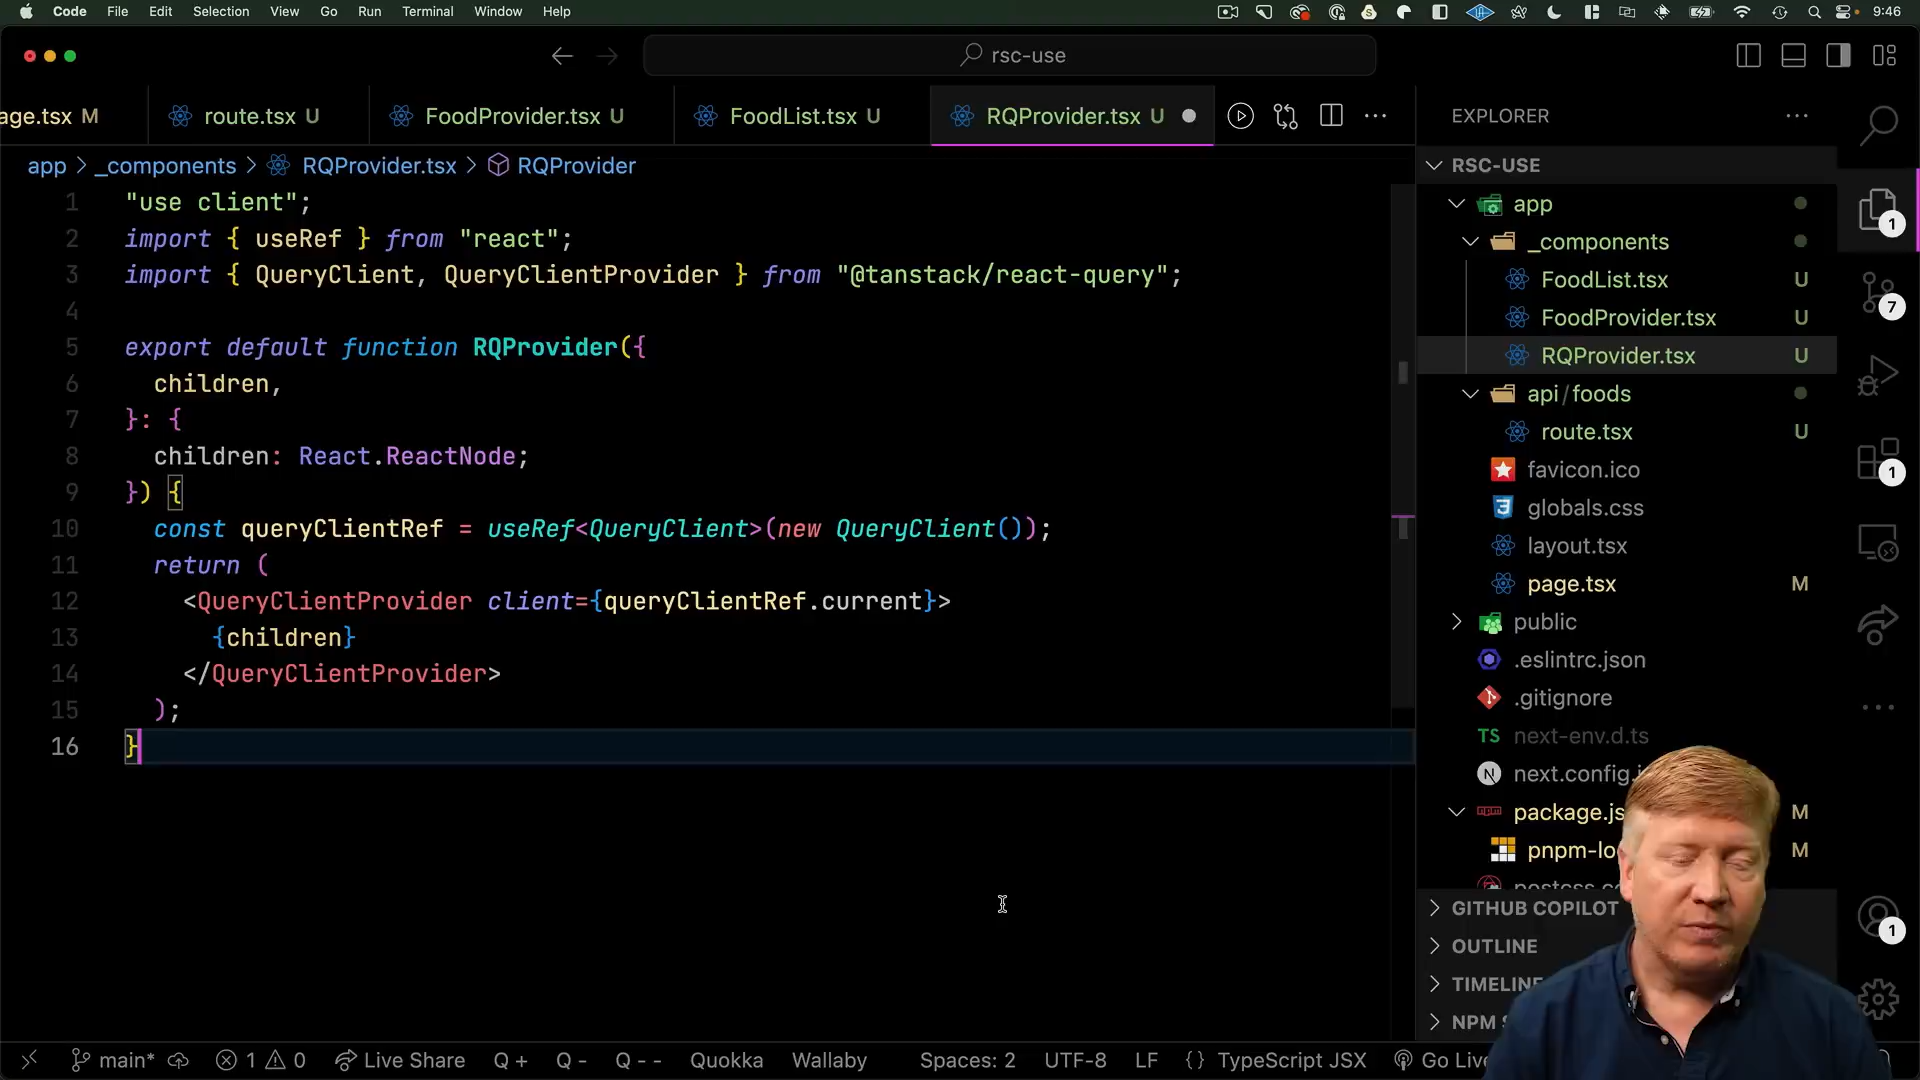 Code File Edit Selection View Go Run Terminal Window Help 9:46
rsc-use
age.tsx M route.tsx U FoodProvider.tsx U FoodList.tsx U RQProvider.tsx U
app > _components > RQProvider.tsx > RQProvider
1 "use client";
2 import { useRef } from "react";
3 import { QueryClient, QueryClientProvider } from "@tanstack/react-query";
4
5 export default function RQProvider({
6 children,
7 }: {
8 children: React.ReactNode;
9 }) {
10 const queryClientRef = useRef<QueryClient>(new QueryClient());
11 return (
12 <QueryClientProvider client={queryClientRef.current}>
13 {children}
14 </QueryClientProvider>
15 );
16 }
EXPLORER
RSC-USE
app
_components
FoodList.tsx U
FoodProvider.tsx U
RQProvider.tsx U
api/foods
route.tsx U
favicon.ico
globals.css
layout.tsx
page.tsx M
public
.eslintrc.json
.gitignore
TS next-env.d.ts
N next.config.j
package.js M
pnpm-lo M
postcss.co
GITHUB COPILOT
OUTLINE
TIMELINE
NPM S
1
7
1
1
main* 1 0 Live Share Q + Q - Q - - Quokka Wallaby Spaces: 2 UTF-8 LF {} TypeScript JSX Go Live